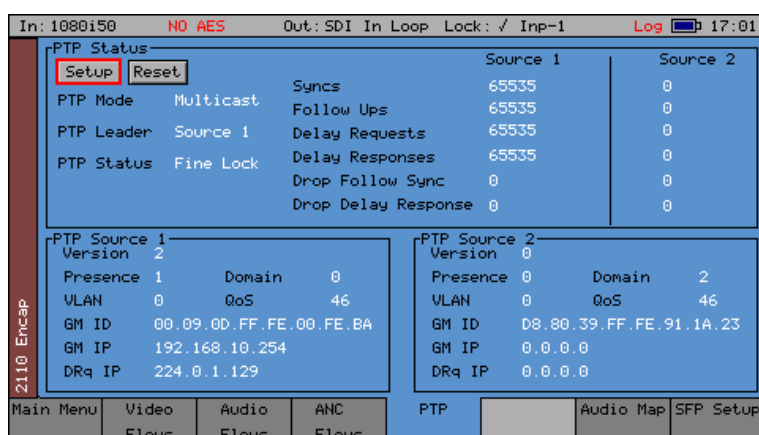 In: 1080i50 NO AES Out: SDI In Loop Lock: √ Inp-1 Log 17:01
PTP Status
Setup Reset
Source 1 Source 2
Syncs 65535 0
PTP Mode Multicast
Follow Ups 65535 0
PTP Leader Source 1
Delay Requests 65535 0
PTP Status Fine Lock
Delay Responses 65535 0
Drop Follow Sync 0 0
Drop Delay Response 0 0
PTP Source 1
Version 2
Presence 1 Domain 0
VLAN 0 QoS 46
GM ID 00.09.0D.FF.FE.00.FE.BA
GM IP 192.168.10.254
DRq IP 224.0.1.129
PTP Source 2
Version 0
Presence 0 Domain 2
VLAN 0 QoS 46
GM ID D8.80.39.FF.FE.91.1A.23
GM IP 0.0.0.0
DRq IP 0.0.0.0
2110 Encap
Main Menu Video Audio ANC PTP Audio Map SFP Setup